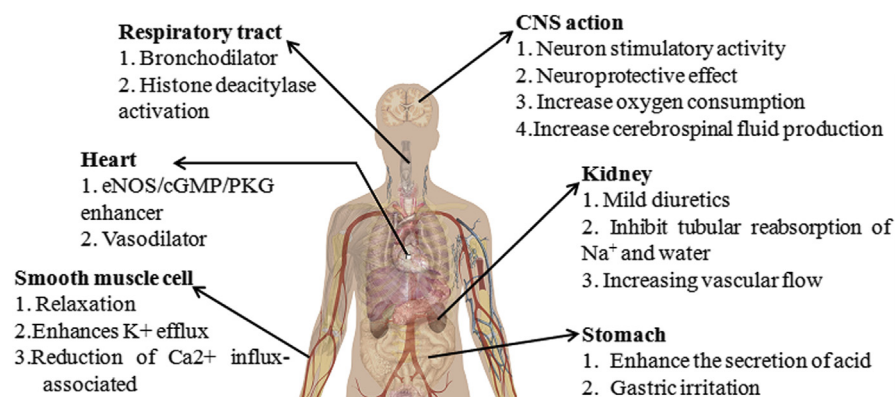 Respiratory tract
1. Bronchodilator
2. Histone deacitylase
activation
CNS action
1. Neuron stimulatory activity
2. Neuroprotective effect
3. Increase oxygen consumption
4.Increase cerebrospinal fluid production
Heart
1. eNOS/cGMP/PKG
enhancer
2. Vasodilator
Kidney
1. Mild diuretics
2. Inhibit tubular reabsorption of
Na⁺ and water
3. Increasing vascular flow
Smooth muscle cell
1. Relaxation
2.Enhances K+ efflux
3.Reduction of Ca2+ influx-
associated
Stomach
1. Enhance the secretion of acid
2. Gastric irritation